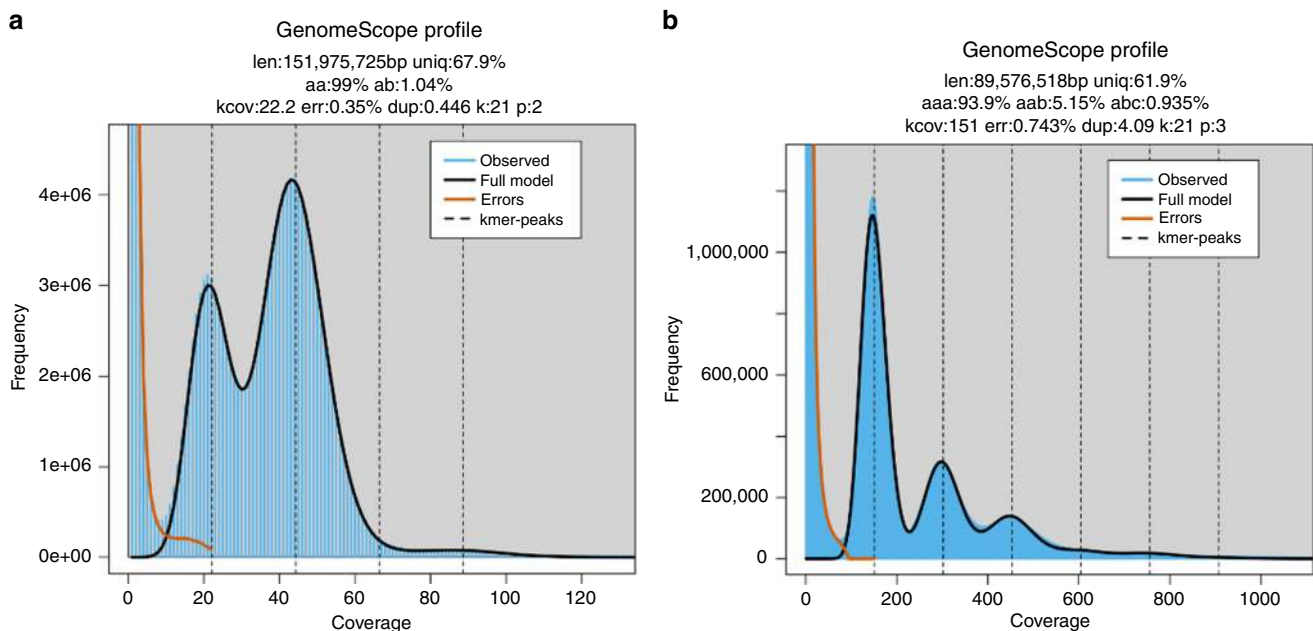 a
GenomeScope profile
len:151,975,725bp uniq:67.9%
aa:99% ab:1.04%
kcov:22.2 err:0.35% dup:0.446 k:21 p:2
Observed
Full model
Errors
kmer-peaks
4e+06
3e+06
2e+06
1e+06
0e+00
Frequency
0 20 40 60 80 100 120
Coverage
b
GenomeScope profile
len:89,576,518bp uniq:61.9%
aaa:93.9% aab:5.15% abc:0.935%
kcov:151 err:0.743% dup:4.09 k:21 p:3
Observed
Full model
Errors
kmer-peaks
1,000,000
600,000
200,000
0
Frequency
0 200 400 600 800 1000
Coverage